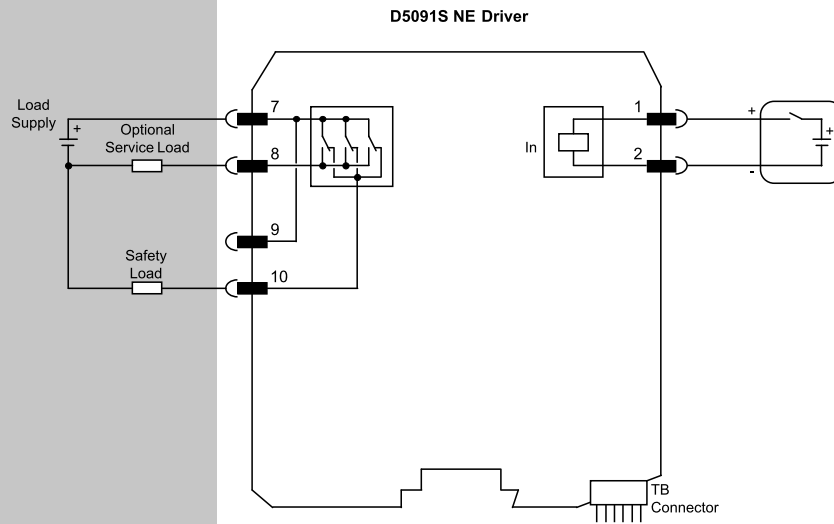 D5091S NE Driver
Load
Supply
+
Optional
Service Load
Safety
Load
7
8
9
10
In
1
2
+
-
+
TB
Connector